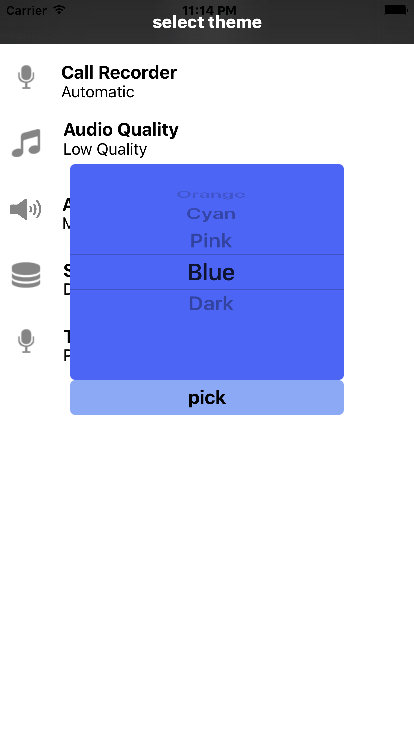 Carrier 11:14 PM
select theme
Call Recorder
Automatic
Audio Quality
Low Quality
Orange
Cyan
Pink
Blue
Dark
pick